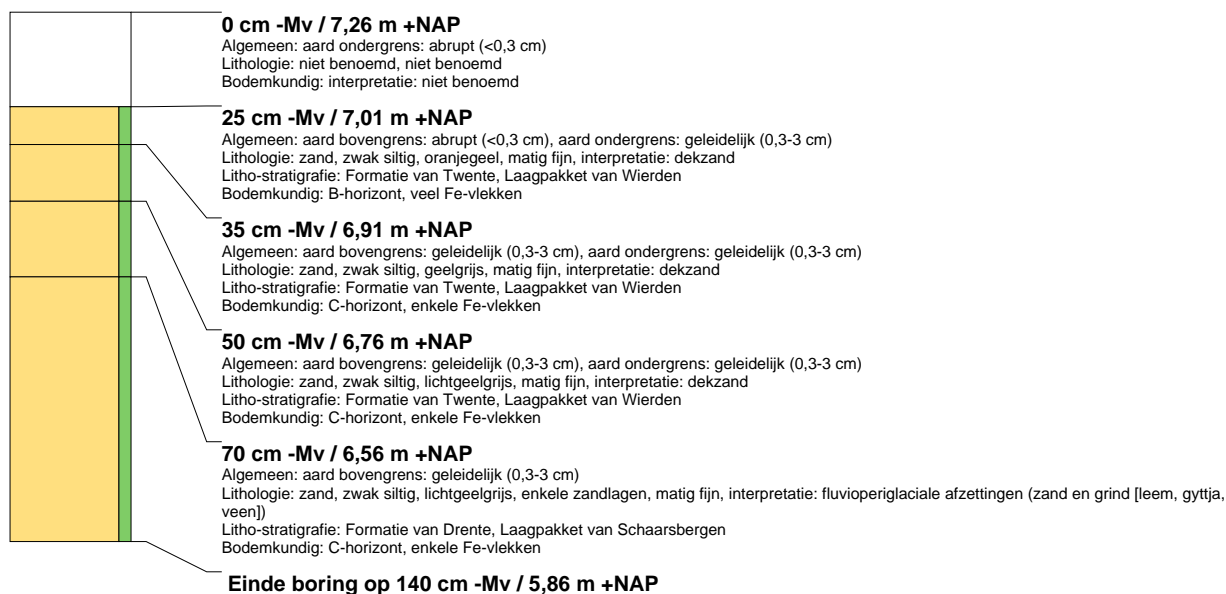 0 cm -Mv / 7,26 m +NAP
Algemeen: aard ondergrens: abrupt (<0,3 cm)
Lithologie: niet benoemd, niet benoemd
Bodemkundig: interpretatie: niet benoemd
25 cm -Mv / 7,01 m +NAP
Algemeen: aard bovengrens: abrupt (<0,3 cm), aard ondergrens: geleidelijk (0,3-3 cm)
Lithologie: zand, zwak siltig, oranjegeel, matig fijn, interpretatie: dekzand
Litho-stratigrafie: Formatie van Twente, Laagpakket van Wierden
Bodemkundig: B-horizont, veel Fe-vlekken
35 cm -Mv / 6,91 m +NAP
Algemeen: aard bovengrens: geleidelijk (0,3-3 cm), aard ondergrens: geleidelijk (0,3-3 cm)
Lithologie: zand, zwak siltig, geelgrijs, matig fijn, interpretatie: dekzand
Litho-stratigrafie: Formatie van Twente, Laagpakket van Wierden
Bodemkundig: C-horizont, enkele Fe-vlekken
50 cm -Mv / 6,76 m +NAP
Algemeen: aard bovengrens: geleidelijk (0,3-3 cm), aard ondergrens: geleidelijk (0,3-3 cm)
Lithologie: zand, zwak siltig, lichtgeelgrijs, matig fijn, interpretatie: dekzand
Litho-stratigrafie: Formatie van Twente, Laagpakket van Wierden
Bodemkundig: C-horizont, enkele Fe-vlekken
70 cm -Mv / 6,56 m +NAP
Algemeen: aard bovengrens: geleidelijk (0,3-3 cm)
Lithologie: zand, zwak siltig, lichtgeelgrijs, enkele zandlagen, matig fijn, interpretatie: fluvioperiglaciale afzettingen (zand en grind [leem, gyttja,
veen])
Litho-stratigrafie: Formatie van Drente, Laagpakket van Schaarsbergen
Bodemkundig: C-horizont, enkele Fe-vlekken
Einde boring op 140 cm -Mv / 5,86 m +NAP